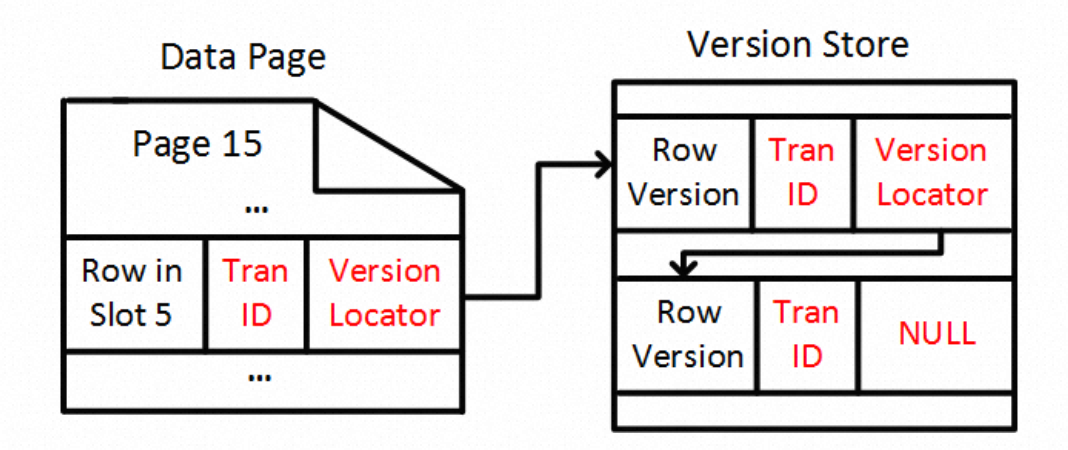 Data Page
Page 15
...
Row in Tran Version
Slot 5 ID Locator
...
Version Store
Row Tran Version
Version ID Locator
Row Tran NULL
Version ID